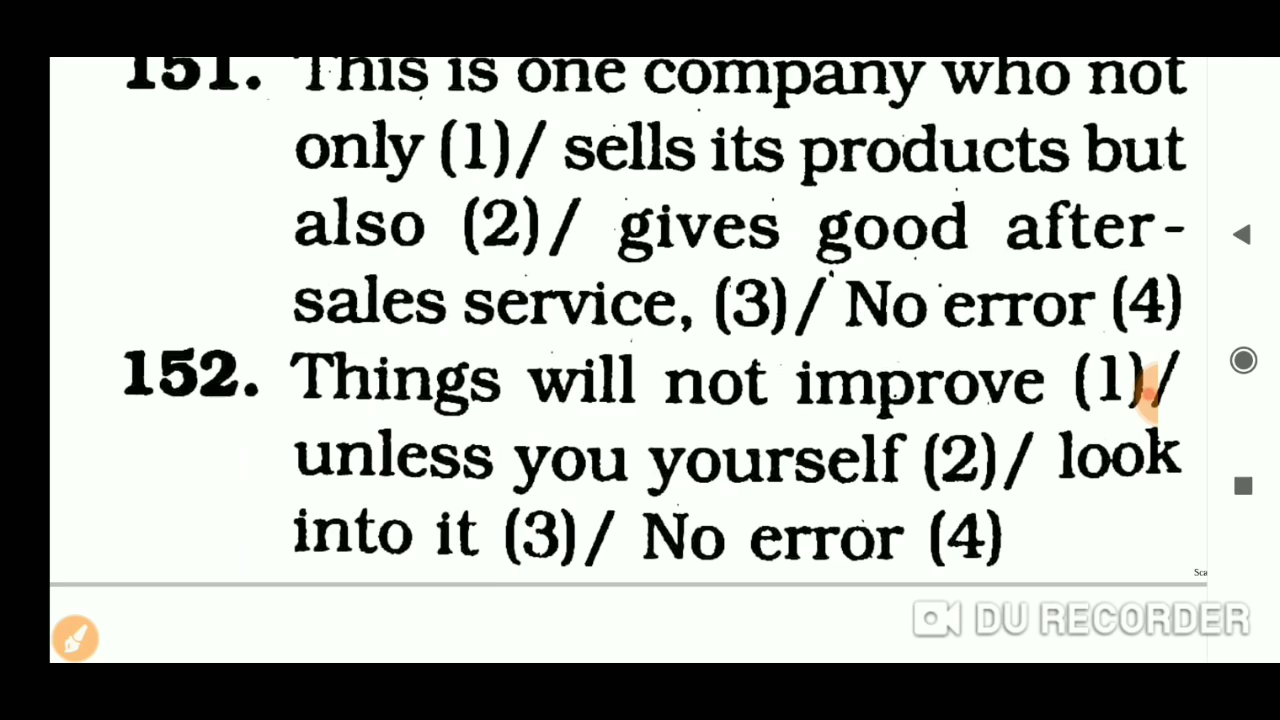 151. This is one company who not
only (1)/ sells its products but
also (2)/ gives good after-
sales service, (3)/ No error (4)
152. Things will not improve (1)/
unless you yourself (2)/ look
into it (3)/ No error (4)
Sca
DU RECORDER